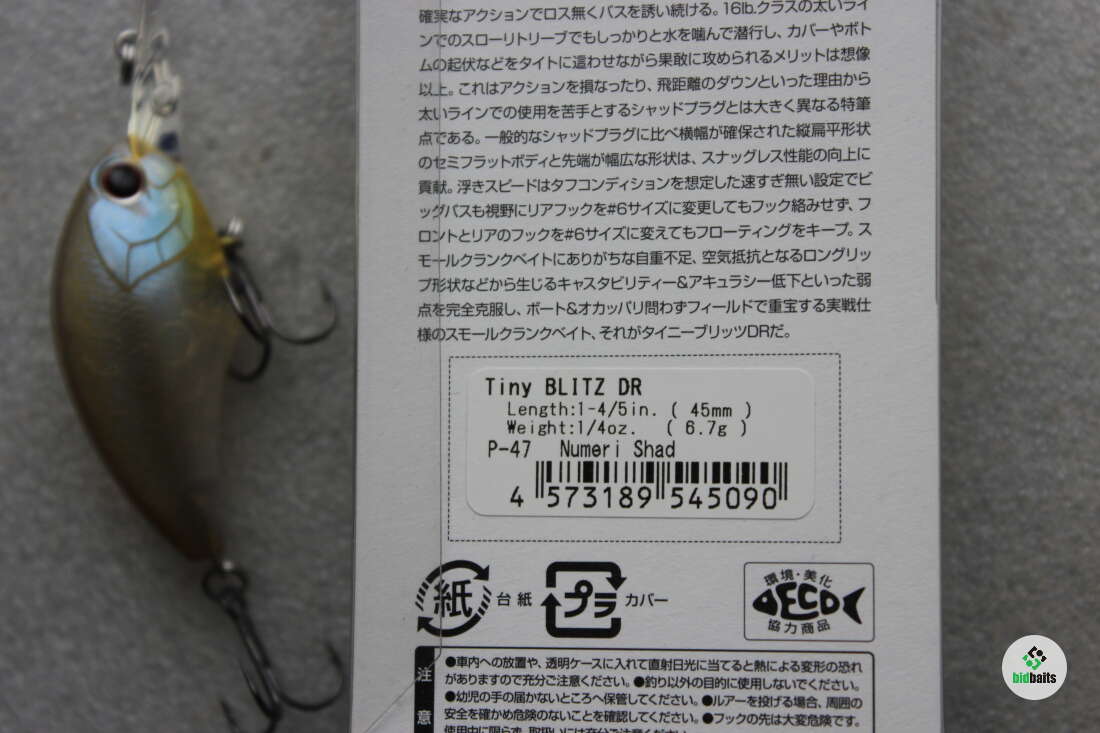 確実なアクションでロス無くバスを誘い続ける。16lb.クラスの太いライ
ンでのスローリトリーブでもしっかりと水を噛んで潜行し、カバーやボト
ムの起伏などをタイトに這わせながら果敢に攻められるメリットは想像
以上。これはアクションを損なったり、飛距離のダウンといった理由から
太いラインでの使用を苦手とするシャッドプラグとは大きく異なる特筆
点である。一般的なシャッドプラグに比べ横幅が確保された縦扁平形状
のセミフラットボディと先端が幅広な形状は、スナッグレス性能の向上に
貢献。浮きスピードはタフコンディションを想定した速すぎ無い設定でビ
ッグバスも視野にリアフックを#6サイズに変更してもフック絡みせず、フ
ロントとリアのフックを#6サイズに変えてもフローティングをキープ。ス
モールクランクベイトにありがちな自重不足、空気抵抗となるロングリッ
プ形状などから生じるキャスタビリティー&アキュラシー低下といった弱
点を完全克服し、ボート&オカッパリ問わずフィールドで重宝する実戦仕
様のスモールクランクベイト、それがタイニーブリッツDRだ。
Tiny BLITZ DR
Length:1-4/5in. ( 45mm )
Weight:1/4oz. ( 6.7g )
P-47 Numeri Shad
4 573189 545090
紙 台紙 プラ カバー
環境・美化
ECO
協力商品
注意
●車内への放置や、透明ケースに入れて直射日光に当てると熱による変形の恐れ
がありますので充分ご注意ください。●釣り以外の目的に使用しないでください。
●幼児の手の届かないところへ保管してください。●ルアーを投げる場合、周囲の
安全を確かめ危険のないことを確認してください。●フックの先は大変危険です。
使用中に限らず、取扱いには充分ご注意ください。
bidbaits